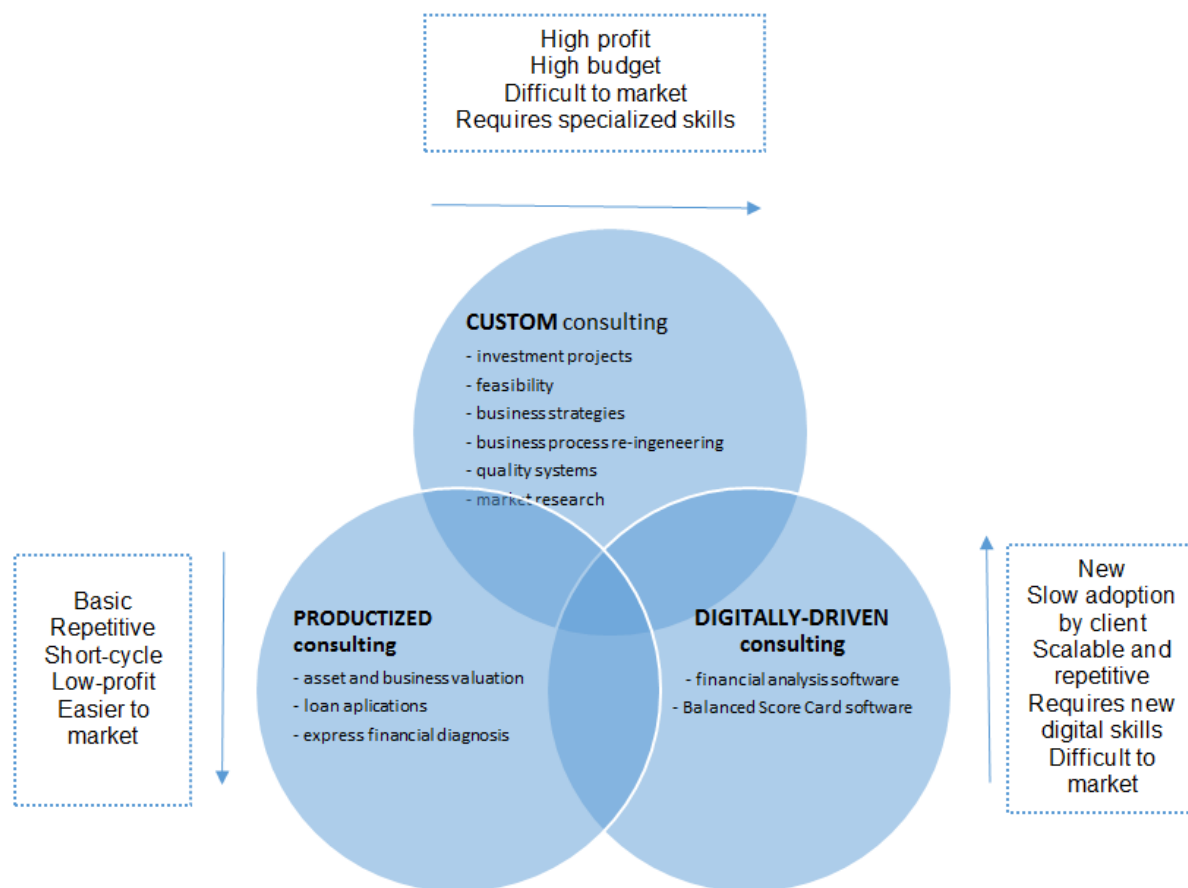 High profit
High budget
Difficult to market
Requires specialized skills
CUSTOM consulting
- investment projects
- feasibility
- business strategies
- business process re-ingeneering
- quality systems
- market research
Basic
Repetitive
Short-cycle
Low-profit
Easier to
market
PRODUCTIZED
consulting
- asset and business valuation
- loan aplications
- express financial diagnosis
DIGITALLY-DRIVEN
consulting
- financial analysis software
- Balanced Score Card software
New
Slow adoption
by client
Scalable and
repetitive
Requires new
digital skills
Difficult to
market